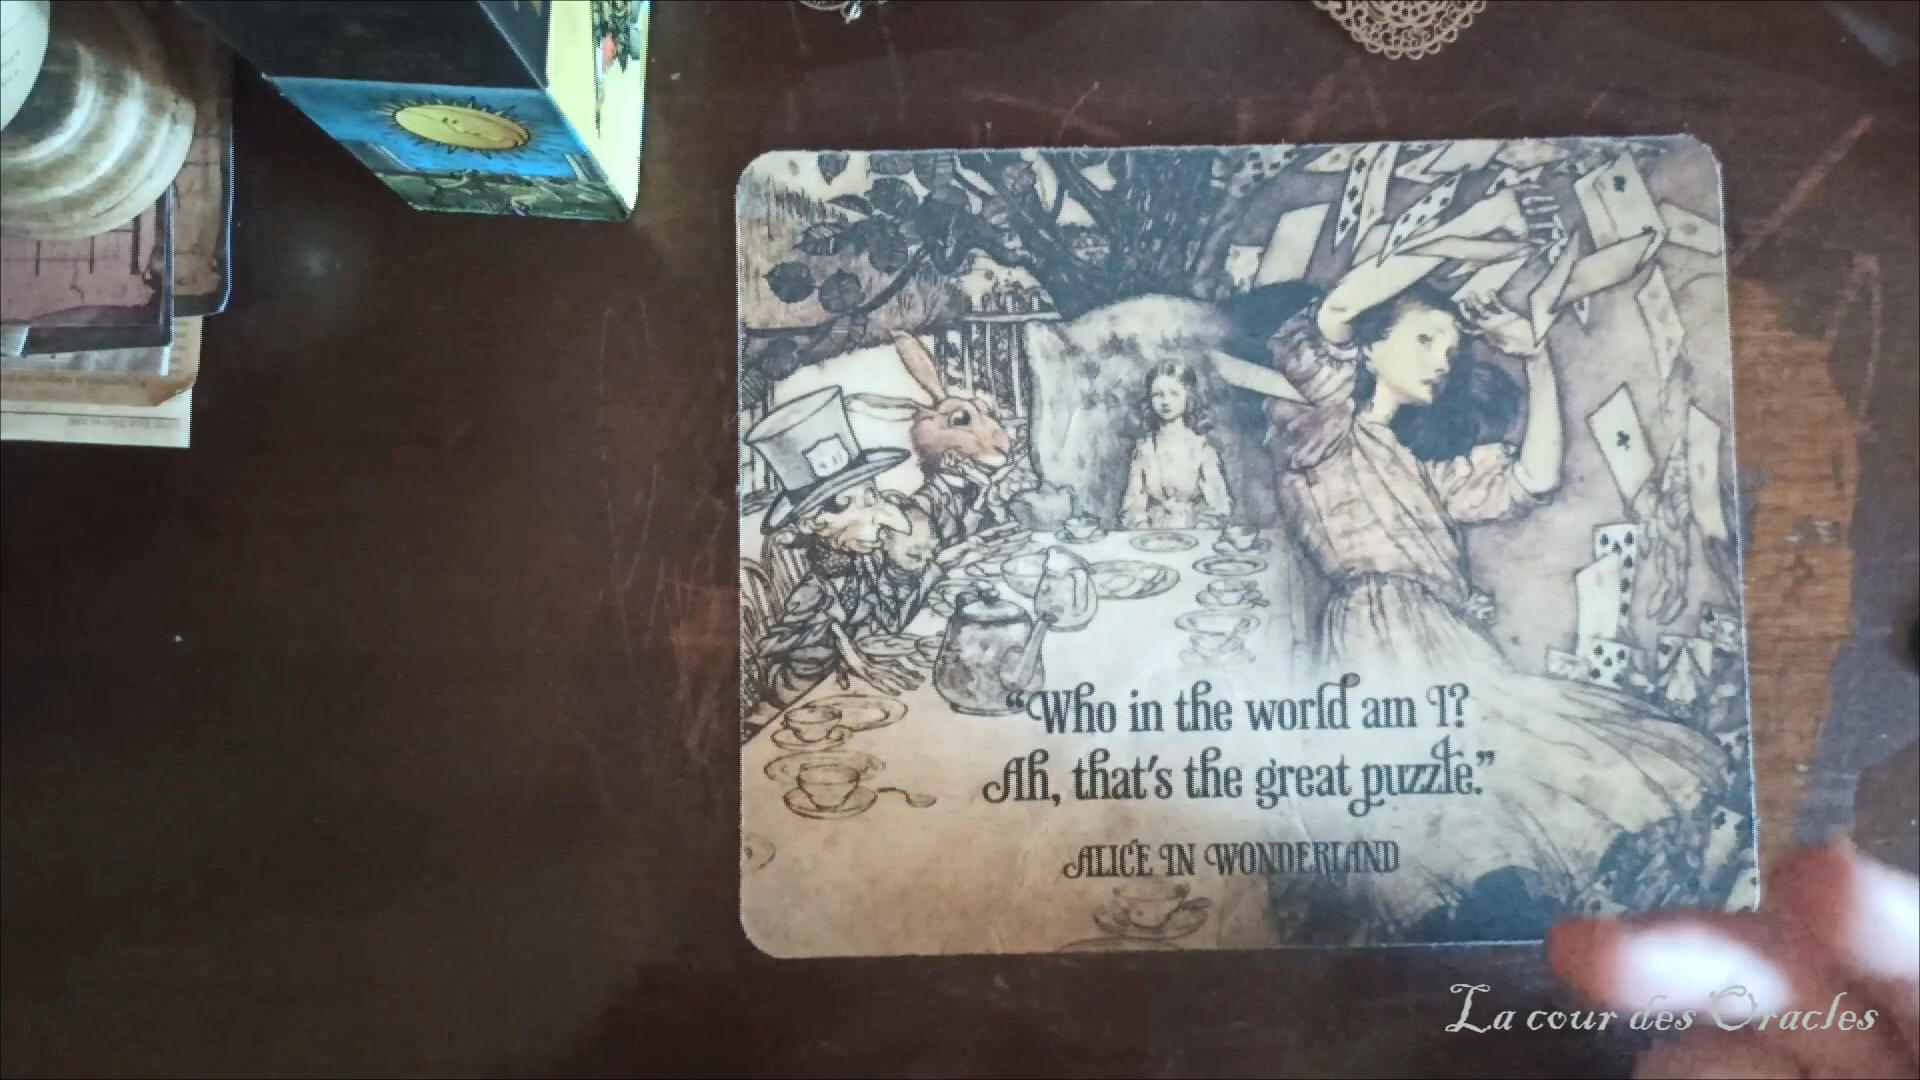 “Who in the world am I?
Ah, that's the great puzzle.”
ALICE IN WONDERLAND
La cour des Oracles